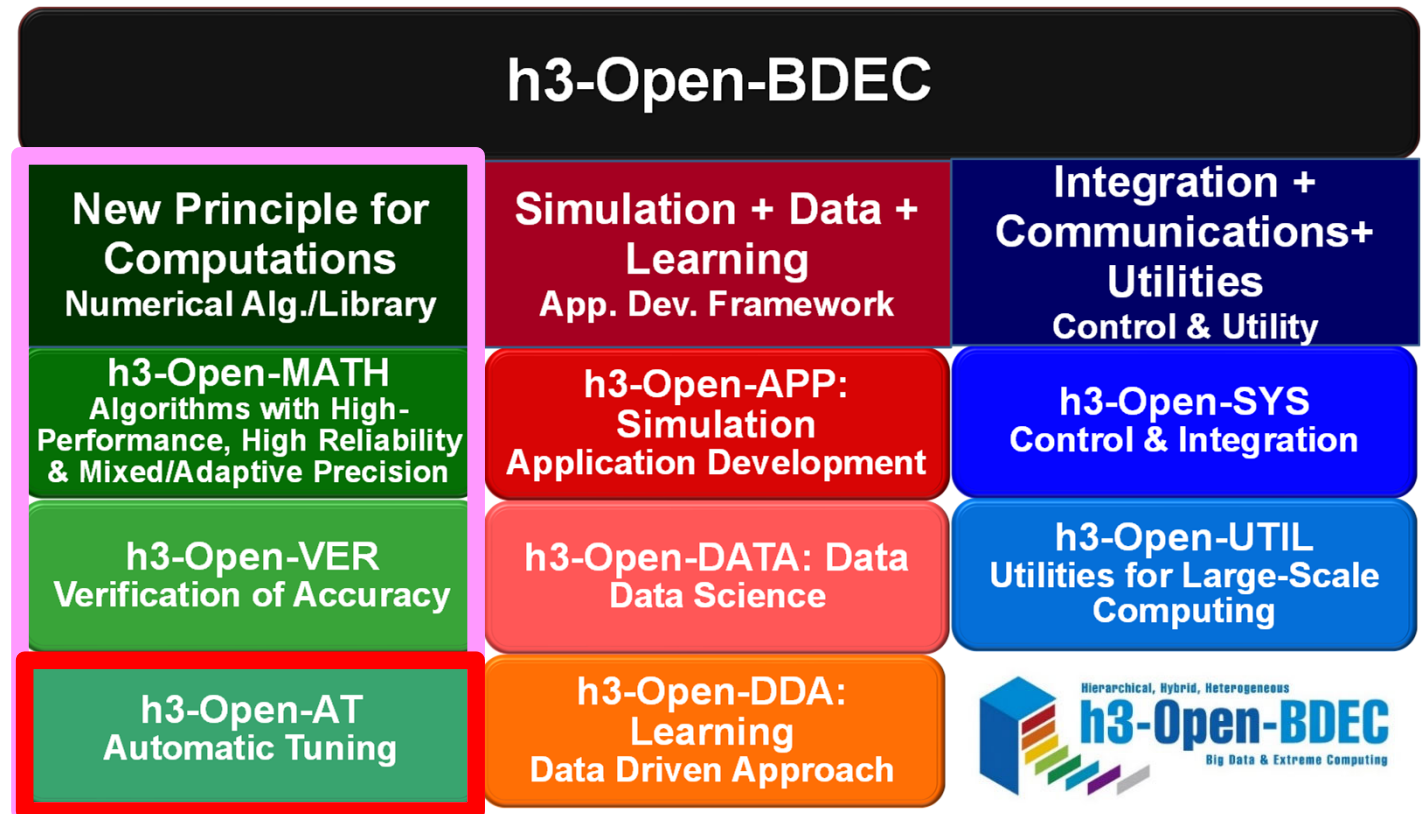 h3-Open-BDEC
New Principle for
Computations
Numerical Alg./Library
h3-Open-MATH
Algorithms with High-
Performance, High Reliability
& Mixed/Adaptive Precision
h3-Open-VER
Verification of Accuracy
h3-Open-AT
Automatic Tuning
Simulation + Data +
Learning
App. Dev. Framework
h3-Open-APP:
Simulation
Application Development
h3-Open-DATA: Data
Data Science
h3-Open-DDA:
Learning
Data Driven Approach
Integration +
Communications+
Utilities
Control & Utility
h3-Open-SYS
Control & Integration
h3-Open-UTIL
Utilities for Large-Scale
Computing
Hierarchical, Hybrid, Heterogeneous
h3-Open-BDEC
Big Data & Extreme Computing